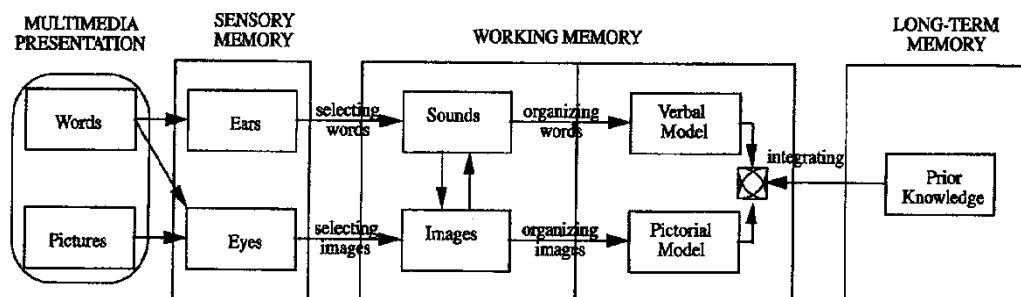 MULTIMEDIA
PRESENTATION
SENSORY
MEMORY
WORKING MEMORY
LONG-TERM
MEMORY
Words
Ears
selecting
words
Sounds
organizing
words
Verbal
Model
integrating
Prior
Knowledge
Pictures
Eyes
selecting
images
Images
organizing
images
Pictorial
Model